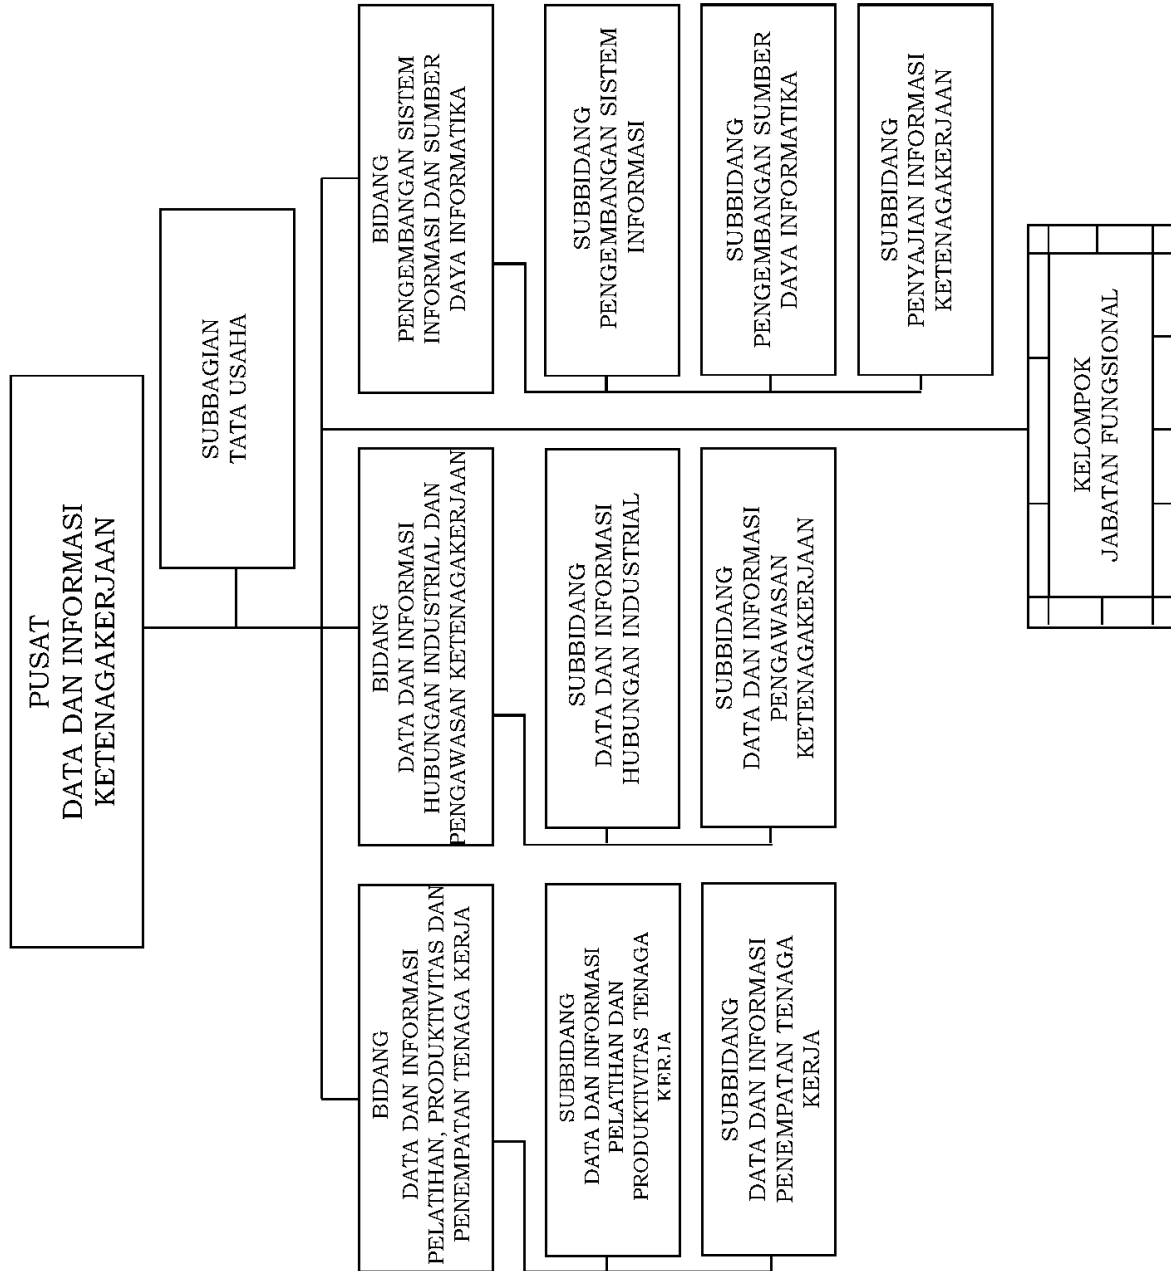 PUSAT
DATA DAN INFORMASI
KETENAGAKERJAAN
SUBBAGIAN
TATA USAHA
BIDANG
DATA DAN INFORMASI
PELATIHAN, PRODUKTIVITAS DAN
PENEMPATAN TENAGA KERJA
BIDANG
DATA DAN INFORMASI
HUBUNGAN INDUSTRIAL DAN
PENGAWASAN KETENAGAKERJAAN
BIDANG
PENGEMBANGAN SISTEM
INFORMASI DAN SUMBER
DAYA INFORMATIKA
SUBBIDANG
DATA DAN INFORMASI
PELATIHAN DAN
PRODUKTIVITAS TENAGA
KERJA
SUBBIDANG
DATA DAN INFORMASI
HUBUNGAN INDUSTRIAL
SUBBIDANG
PENGEMBANGAN SISTEM
INFORMASI
SUBBIDANG
DATA DAN INFORMASI
PENEMPATAN TENAGA
KERJA
SUBBIDANG
DATA DAN INFORMASI
PENGAWASAN
KETENAGAKERJAAN
SUBBIDANG
PENGEMBANGAN SUMBER
DAYA INFORMATIKA
SUBBIDANG
PENYAJIAN INFORMASI
KETENAGAKERJAAN
KELOMPOK
JABATAN FUNGSIONAL